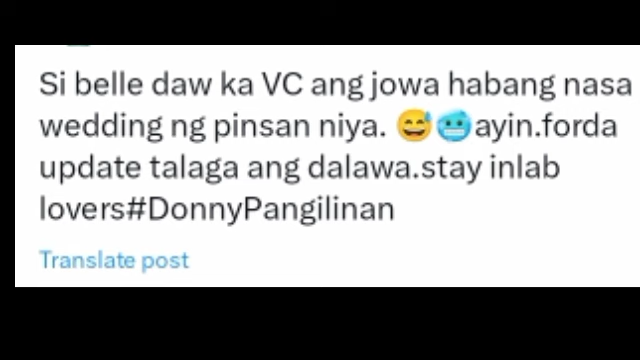 Si belle daw ka VC ang jowa habang nasa
wedding ng pinsan niya. 😅🥶ayin.forda
update talaga ang dalawa.stay inlab
lovers#DonnyPangilinan
Translate post